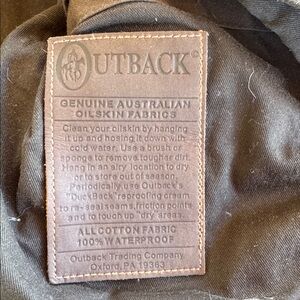 OUTBACK©
GENUINE AUSTRALIAN
OILSKIN FABRICS
Clean your oilskin by hanging
it up and hosing it down with
cold water. Use a brush or
sponge to remove tougher dirt.
Hang in an airy location to dry
or to store out of season.
Periodically use Outback's
"DuckBack" reproofing cream
to re-seal seams, friction points
and to touch up "dry" areas.
ALL COTTON FABRIC
100% WATERPROOF
Outback Trading Company
Oxford, PA 19363